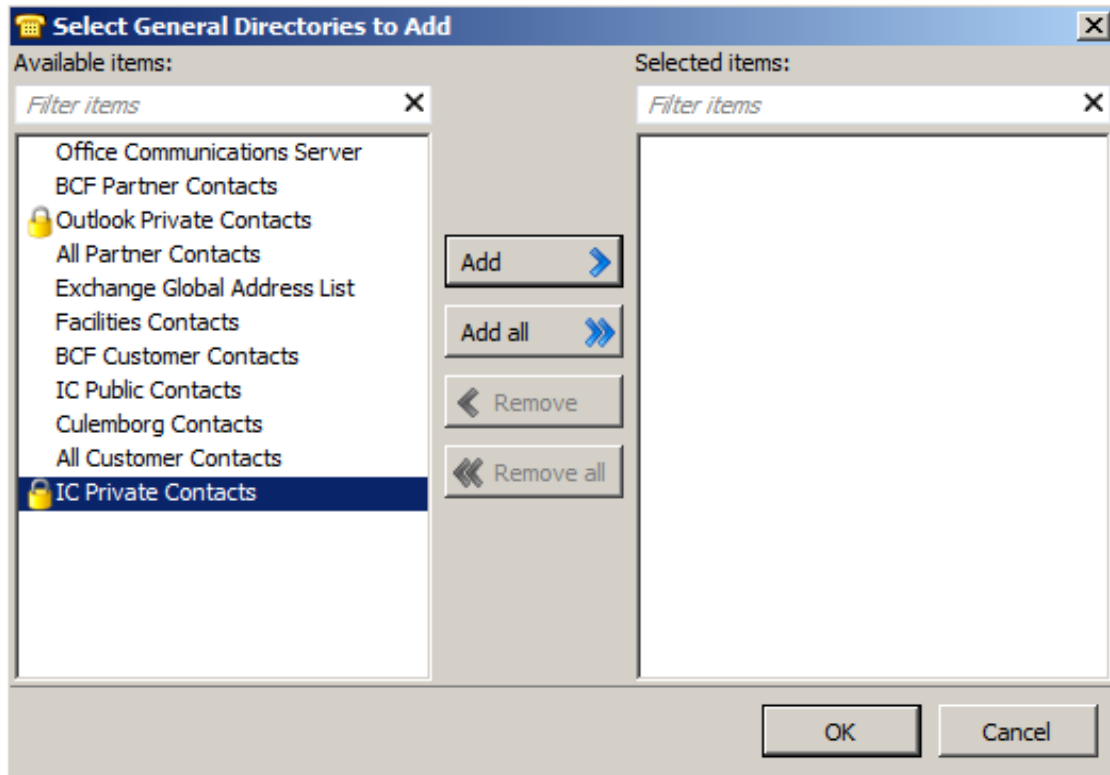 Select General Directories to Add
Available items:
Selected items:
Filter items
Filter items
Office Communications Server
BCF Partner Contacts
Outlook Private Contacts
All Partner Contacts
Exchange Global Address List
Facilities Contacts
BCF Customer Contacts
IC Public Contacts
Culemborg Contacts
All Customer Contacts
IC Private Contacts
Add
Add all
Remove
Remove all
OK
Cancel